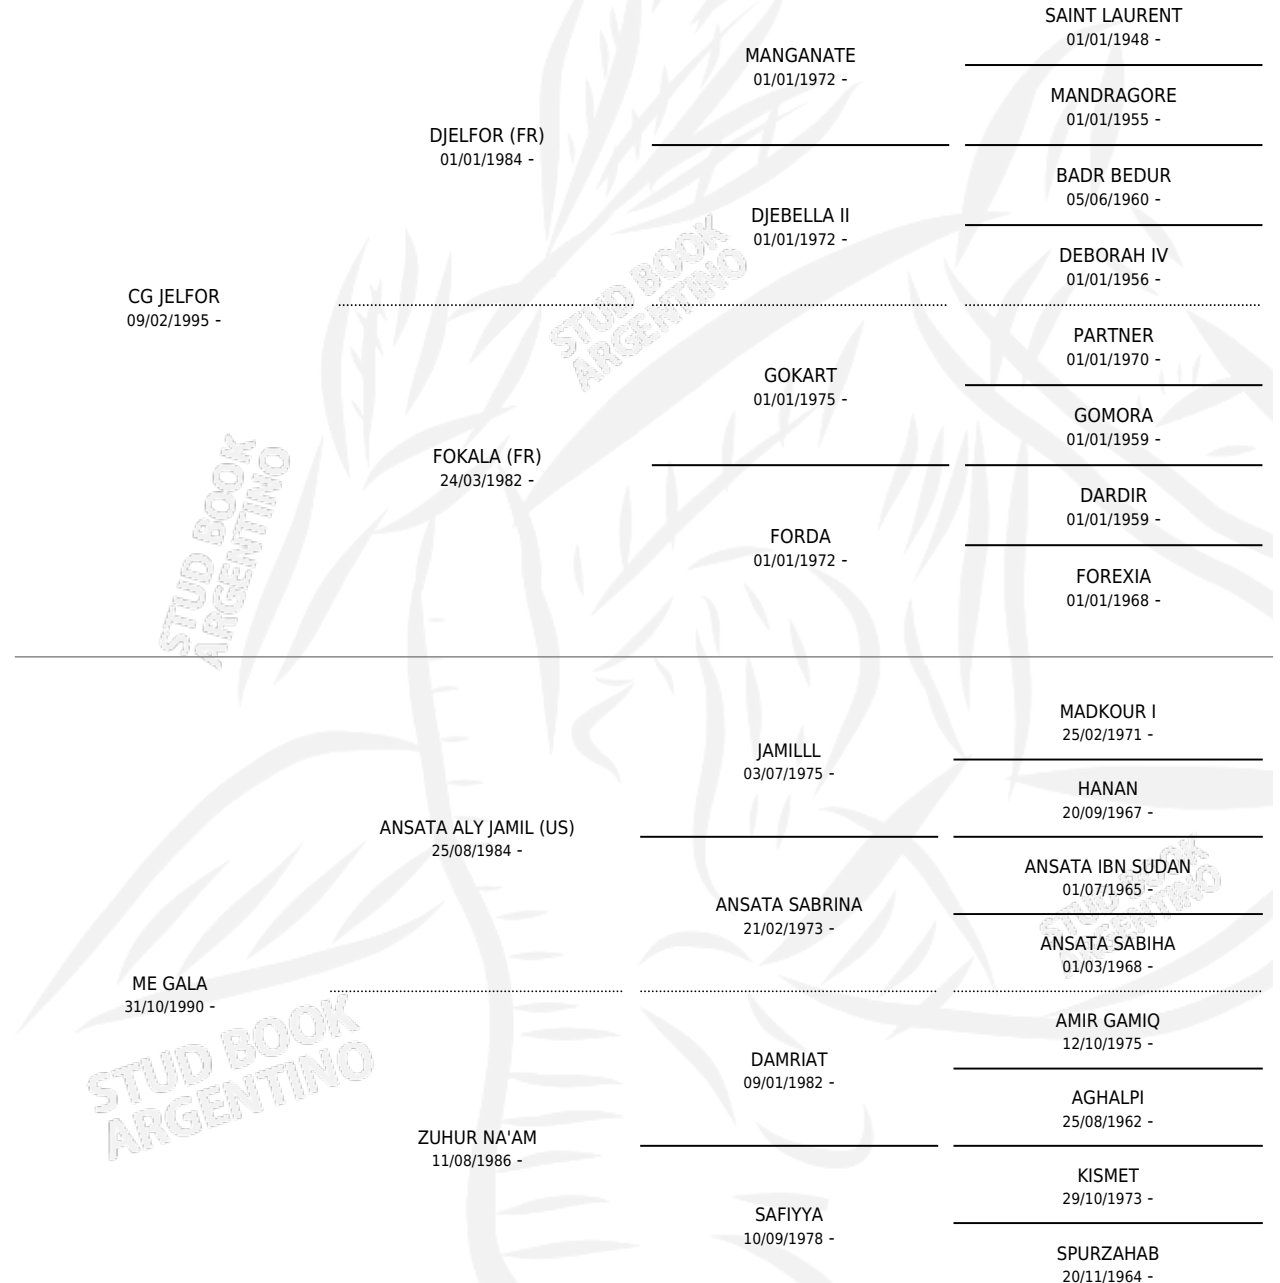 SAINT LAURENT
01/01/1948 -
MANGANATE
01/01/1972 -
MANDRAGORE
01/01/1955 -
DJELFOR (FR)
01/01/1984 -
BADR BEDUR
05/06/1960 -
DJEBELLA II
01/01/1972 -
DEBORAH IV
01/01/1956 -
CG JELFOR
09/02/1995 -
PARTNER
01/01/1970 -
GOKART
01/01/1975 -
GOMORA
01/01/1959 -
FOKALA (FR)
24/03/1982 -
DARDIR
01/01/1959 -
FORDA
01/01/1972 -
FOREXIA
01/01/1968 -
STUD BOOK
ARGENTINO
STUD BOOK
ARGENTINO
MADKOUR I
25/02/1971 -
JAMILLL
03/07/1975 -
HANAN
20/09/1967 -
ANSATA ALY JAMIL (US)
25/08/1984 -
ANSATA IBN SUDAN
01/07/1965 -
ANSATA SABRINA
21/02/1973 -
ANSATA SABIHA
01/03/1968 -
STUD BOOK
ARGENTINO
ME GALA
31/10/1990 -
AMIR GAMIQ
12/10/1975 -
DAMRIAT
09/01/1982 -
AGHALPI
25/08/1962 -
ZUHUR NA'AM
11/08/1986 -
KISMET
29/10/1973 -
SAFIYYA
10/09/1978 -
SPURZAHAB
20/11/1964 -
STUD BOOK
ARGENTINO